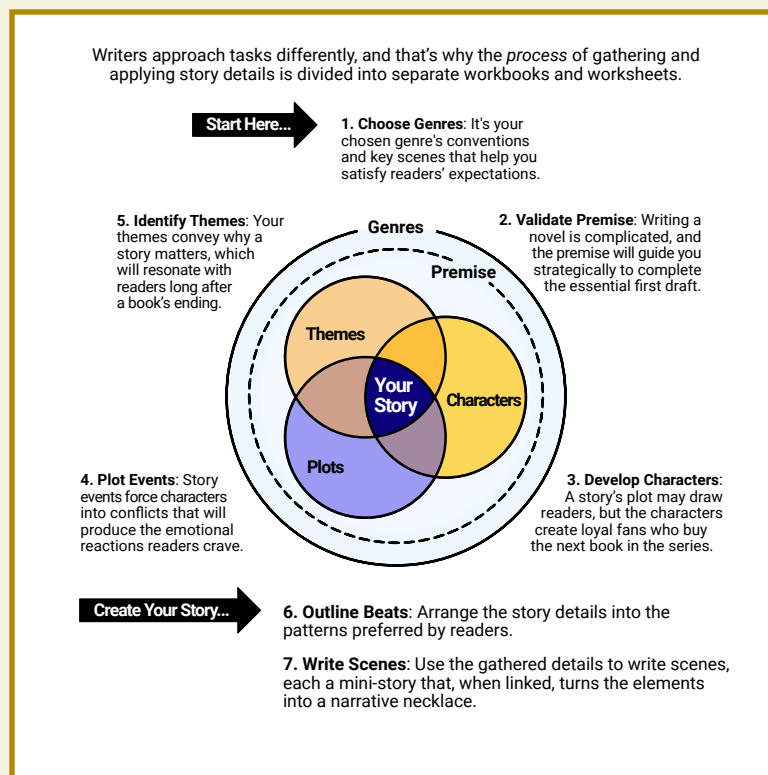 Writers approach tasks differently, and that’s why the process of gathering and
applying story details is divided into separate workbooks and worksheets.
Start Here...
1. Choose Genres: It's your
chosen genre's conventions
and key scenes that help you
satisfy readers’ expectations.
5. Identify Themes: Your
themes convey why a
story matters, which
will resonate with
readers long after
a book’s ending.
Genres
2. Validate Premise: Writing a
novel is complicated, and
the premise will guide you
strategically to complete
the essential first draft.
Premise
Themes
Your
Story
Characters
Plots
4. Plot Events: Story
events force characters
into conflicts that will
produce the emotional
reactions readers crave.
3. Develop Characters:
A story’s plot may draw
readers, but the characters
create loyal fans who buy
the next book in the series.
Create Your Story...
6. Outline Beats: Arrange the story details into the
patterns preferred by readers.
7. Write Scenes: Use the gathered details to write scenes,
each a mini-story that, when linked, turns the elements
into a narrative necklace.